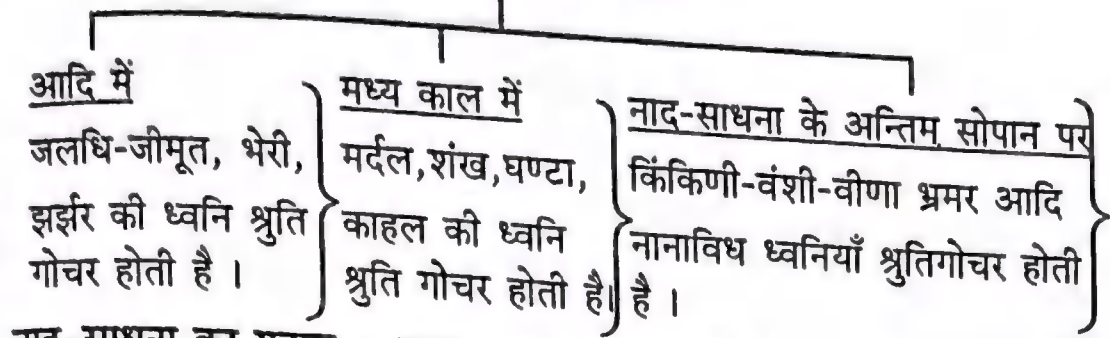 आदि में
जलधि-जीमूत, भेरी,
झर्झर की ध्वनि श्रुति
गोचर होती है ।
मध्य काल में
मर्दल,शंख,घण्टा,
काहल की ध्वनि
श्रुति गोचर होती है।
नाद-साधना के अन्तिम सोपान पर
किंकिणी-वंशी-वीणा भ्रमर आदि
नानाविध ध्वनियाँ श्रुतिगोचर होती
है ।